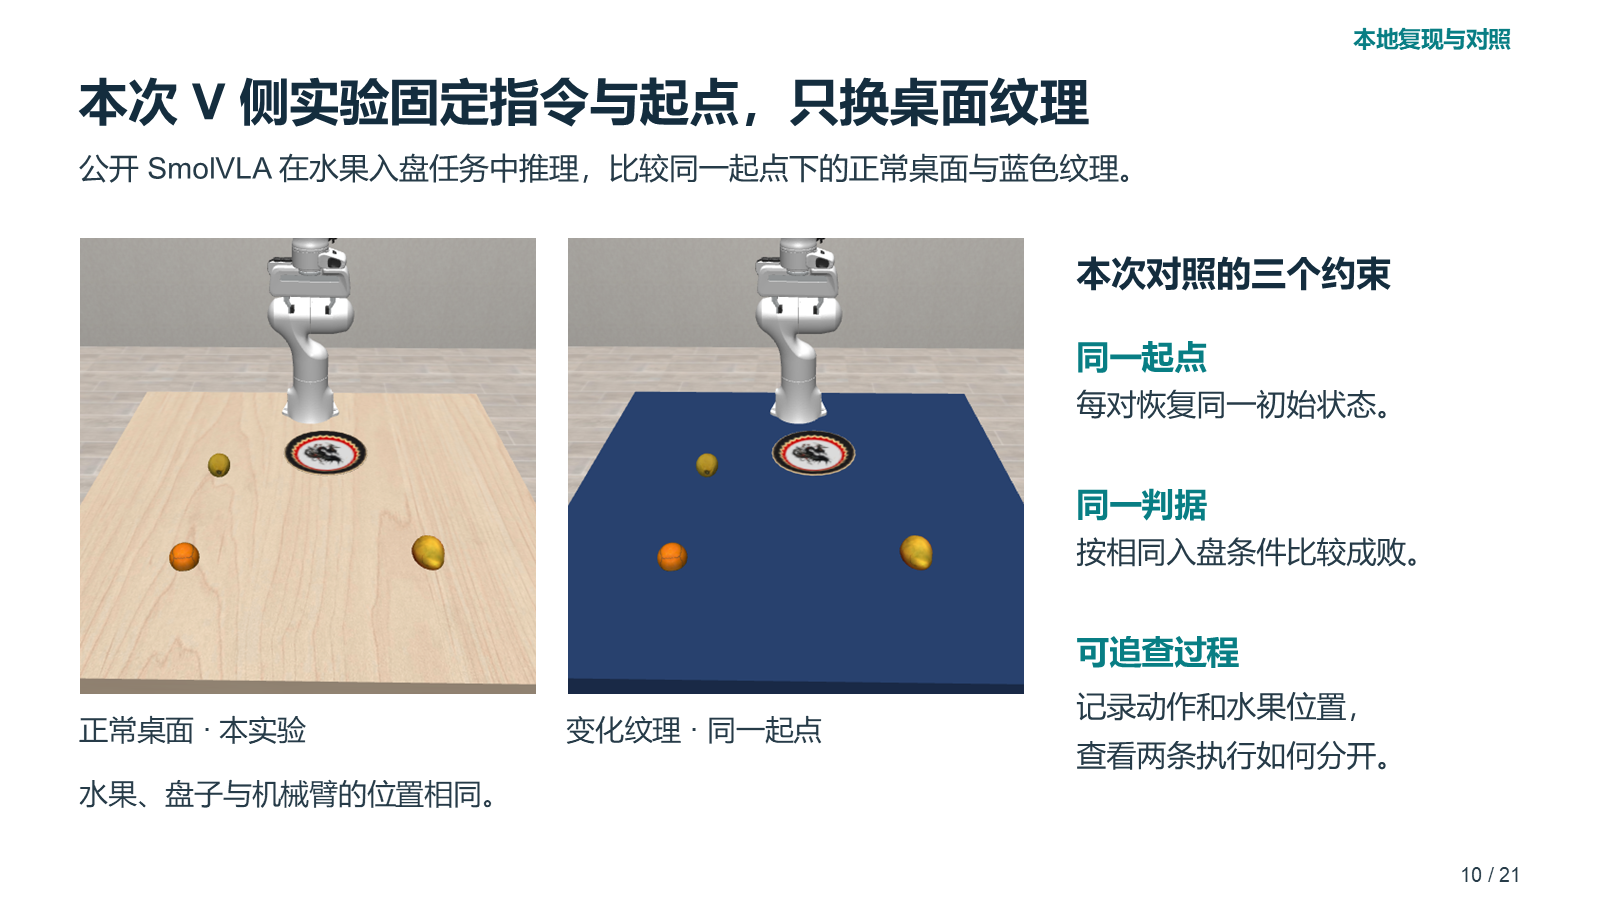 本地复现与对照
本次 V 侧实验固定指令与起点，只换桌面纹理
公开 SmolVLA 在水果入盘任务中推理，比较同一起点下的正常桌面与蓝色纹理。
正常桌面 · 本实验
变化纹理 · 同一起点
水果、盘子与机械臂的位置相同。
本次对照的三个约束
同一起点
每对恢复同一初始状态。
同一判据
按相同入盘条件比较成败。
可追查过程
记录动作和水果位置，
查看两条执行如何分开。
10 / 21